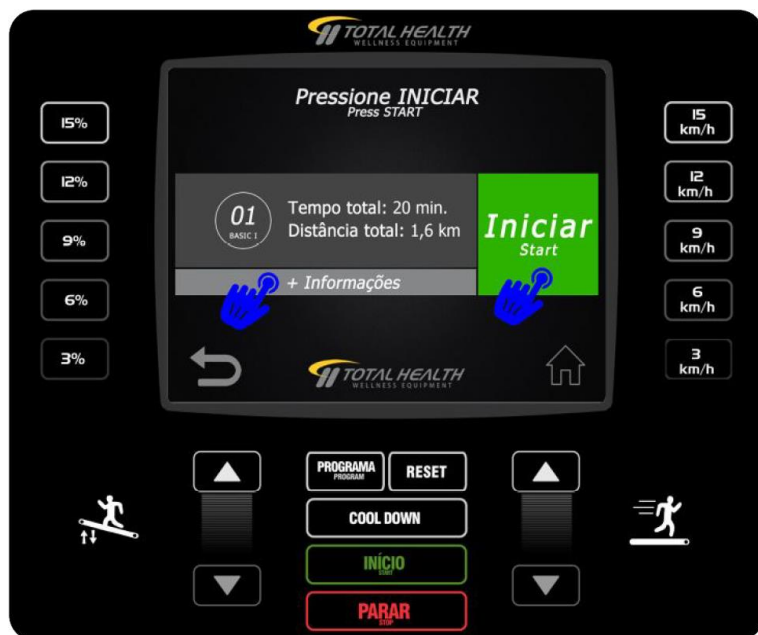 TOTAL HEALTH
WELLNESS EQUIPMENT
Pressione INICIAR
Press START
15%
12%
9%
6%
3%
01
BASIC I
Tempo total: 20 min.
Distância total: 1,6 km
+ Informações
Iniciar
Start
TOTAL HEALTH
WELLNESS EQUIPMENT
15
km/h
12
km/h
9
km/h
6
km/h
3
km/h
PROGRAMA
PROGRAM
RESET
COOL DOWN
INÍCIO
START
PARAR
STOP